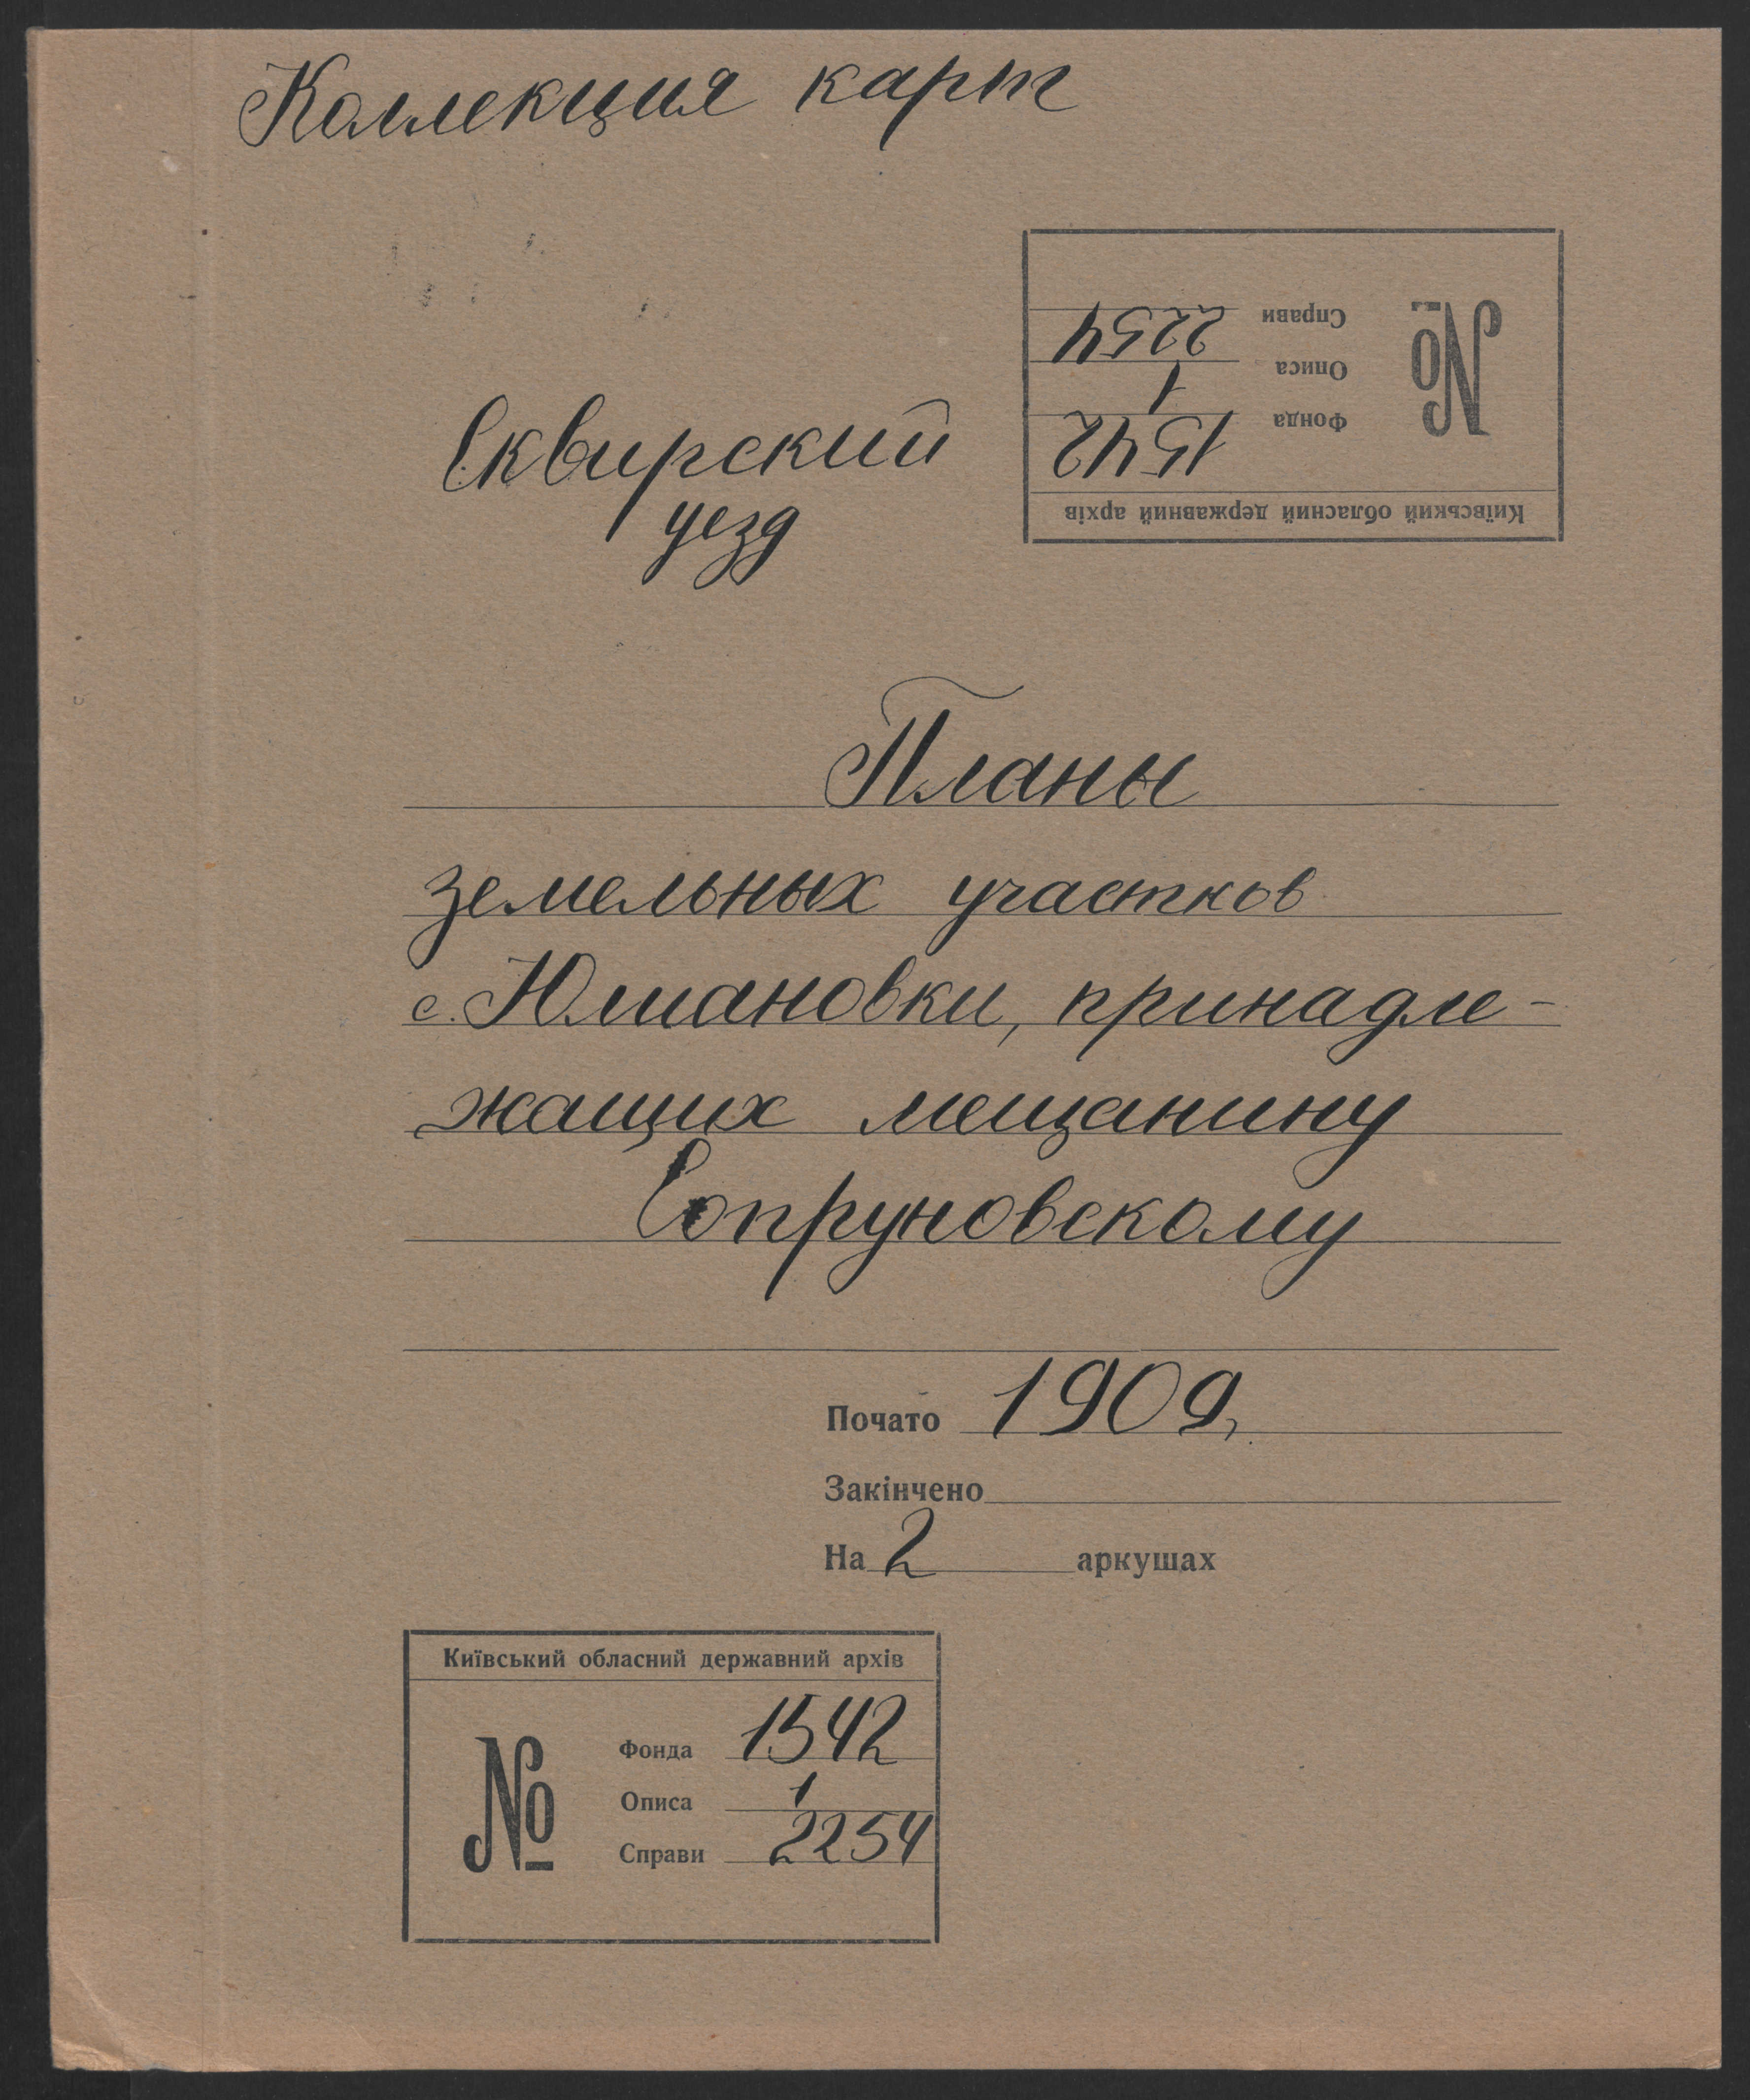 Коллекция карт
Сквирский
уезд
Київський обласний державний архів
№
Фонда 1542
Описа 1
Справи 2254
Планы
земельных участков
с. Юшановки, принадле-
жащих мещанину
Сопруновскому
Почато 1909,
Закінчено
На 2 аркушах
Київський обласний державний архів
№
Фонда 1542
Описа 1
Справи 2254